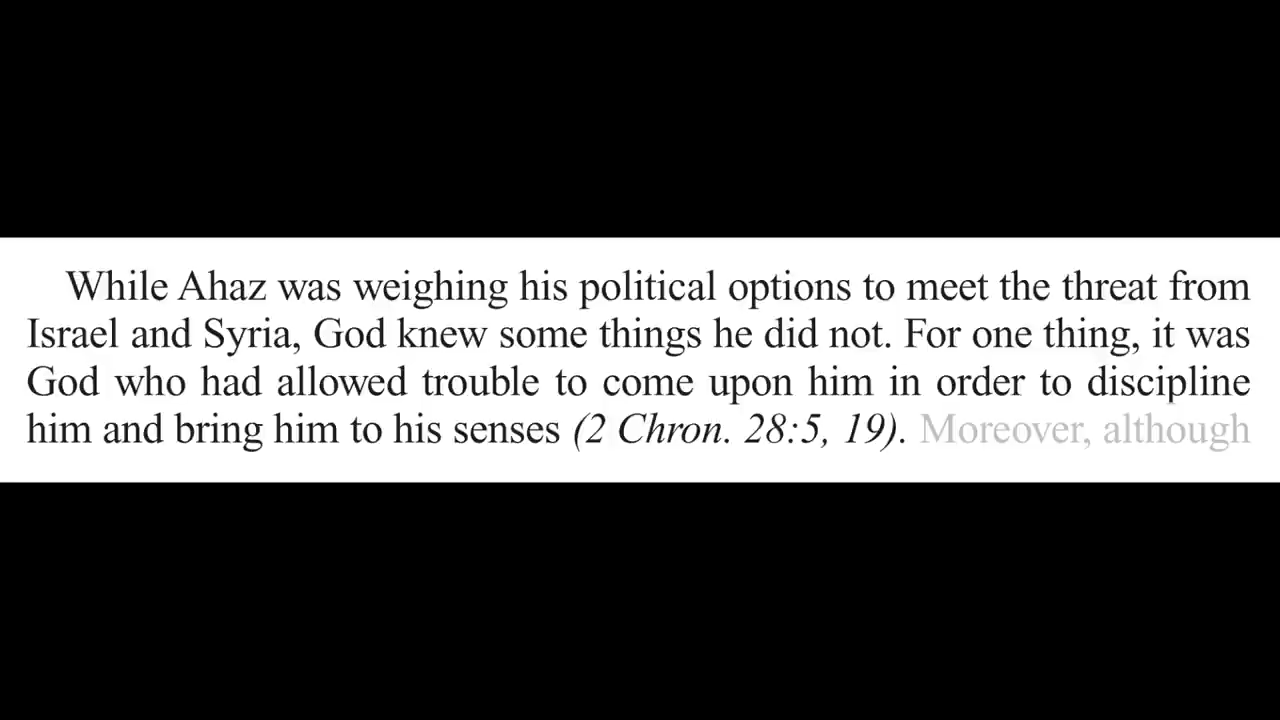 While Ahaz was weighing his political options to meet the threat from
Israel and Syria, God knew some things he did not. For one thing, it was
God who had allowed trouble to come upon him in order to discipline
him and bring him to his senses (2 Chron. 28:5, 19). Moreover, although